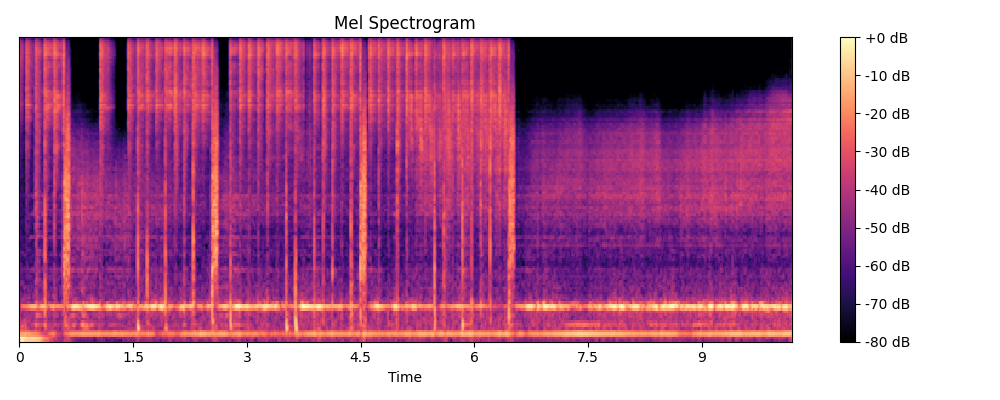 Mel Spectrogram
+0 dB
-10 dB
-20 dB
-30 dB
-40 dB
-50 dB
-60 dB
-70 dB
-80 dB
0 1.5 3 4.5 6 7.5 9
Time